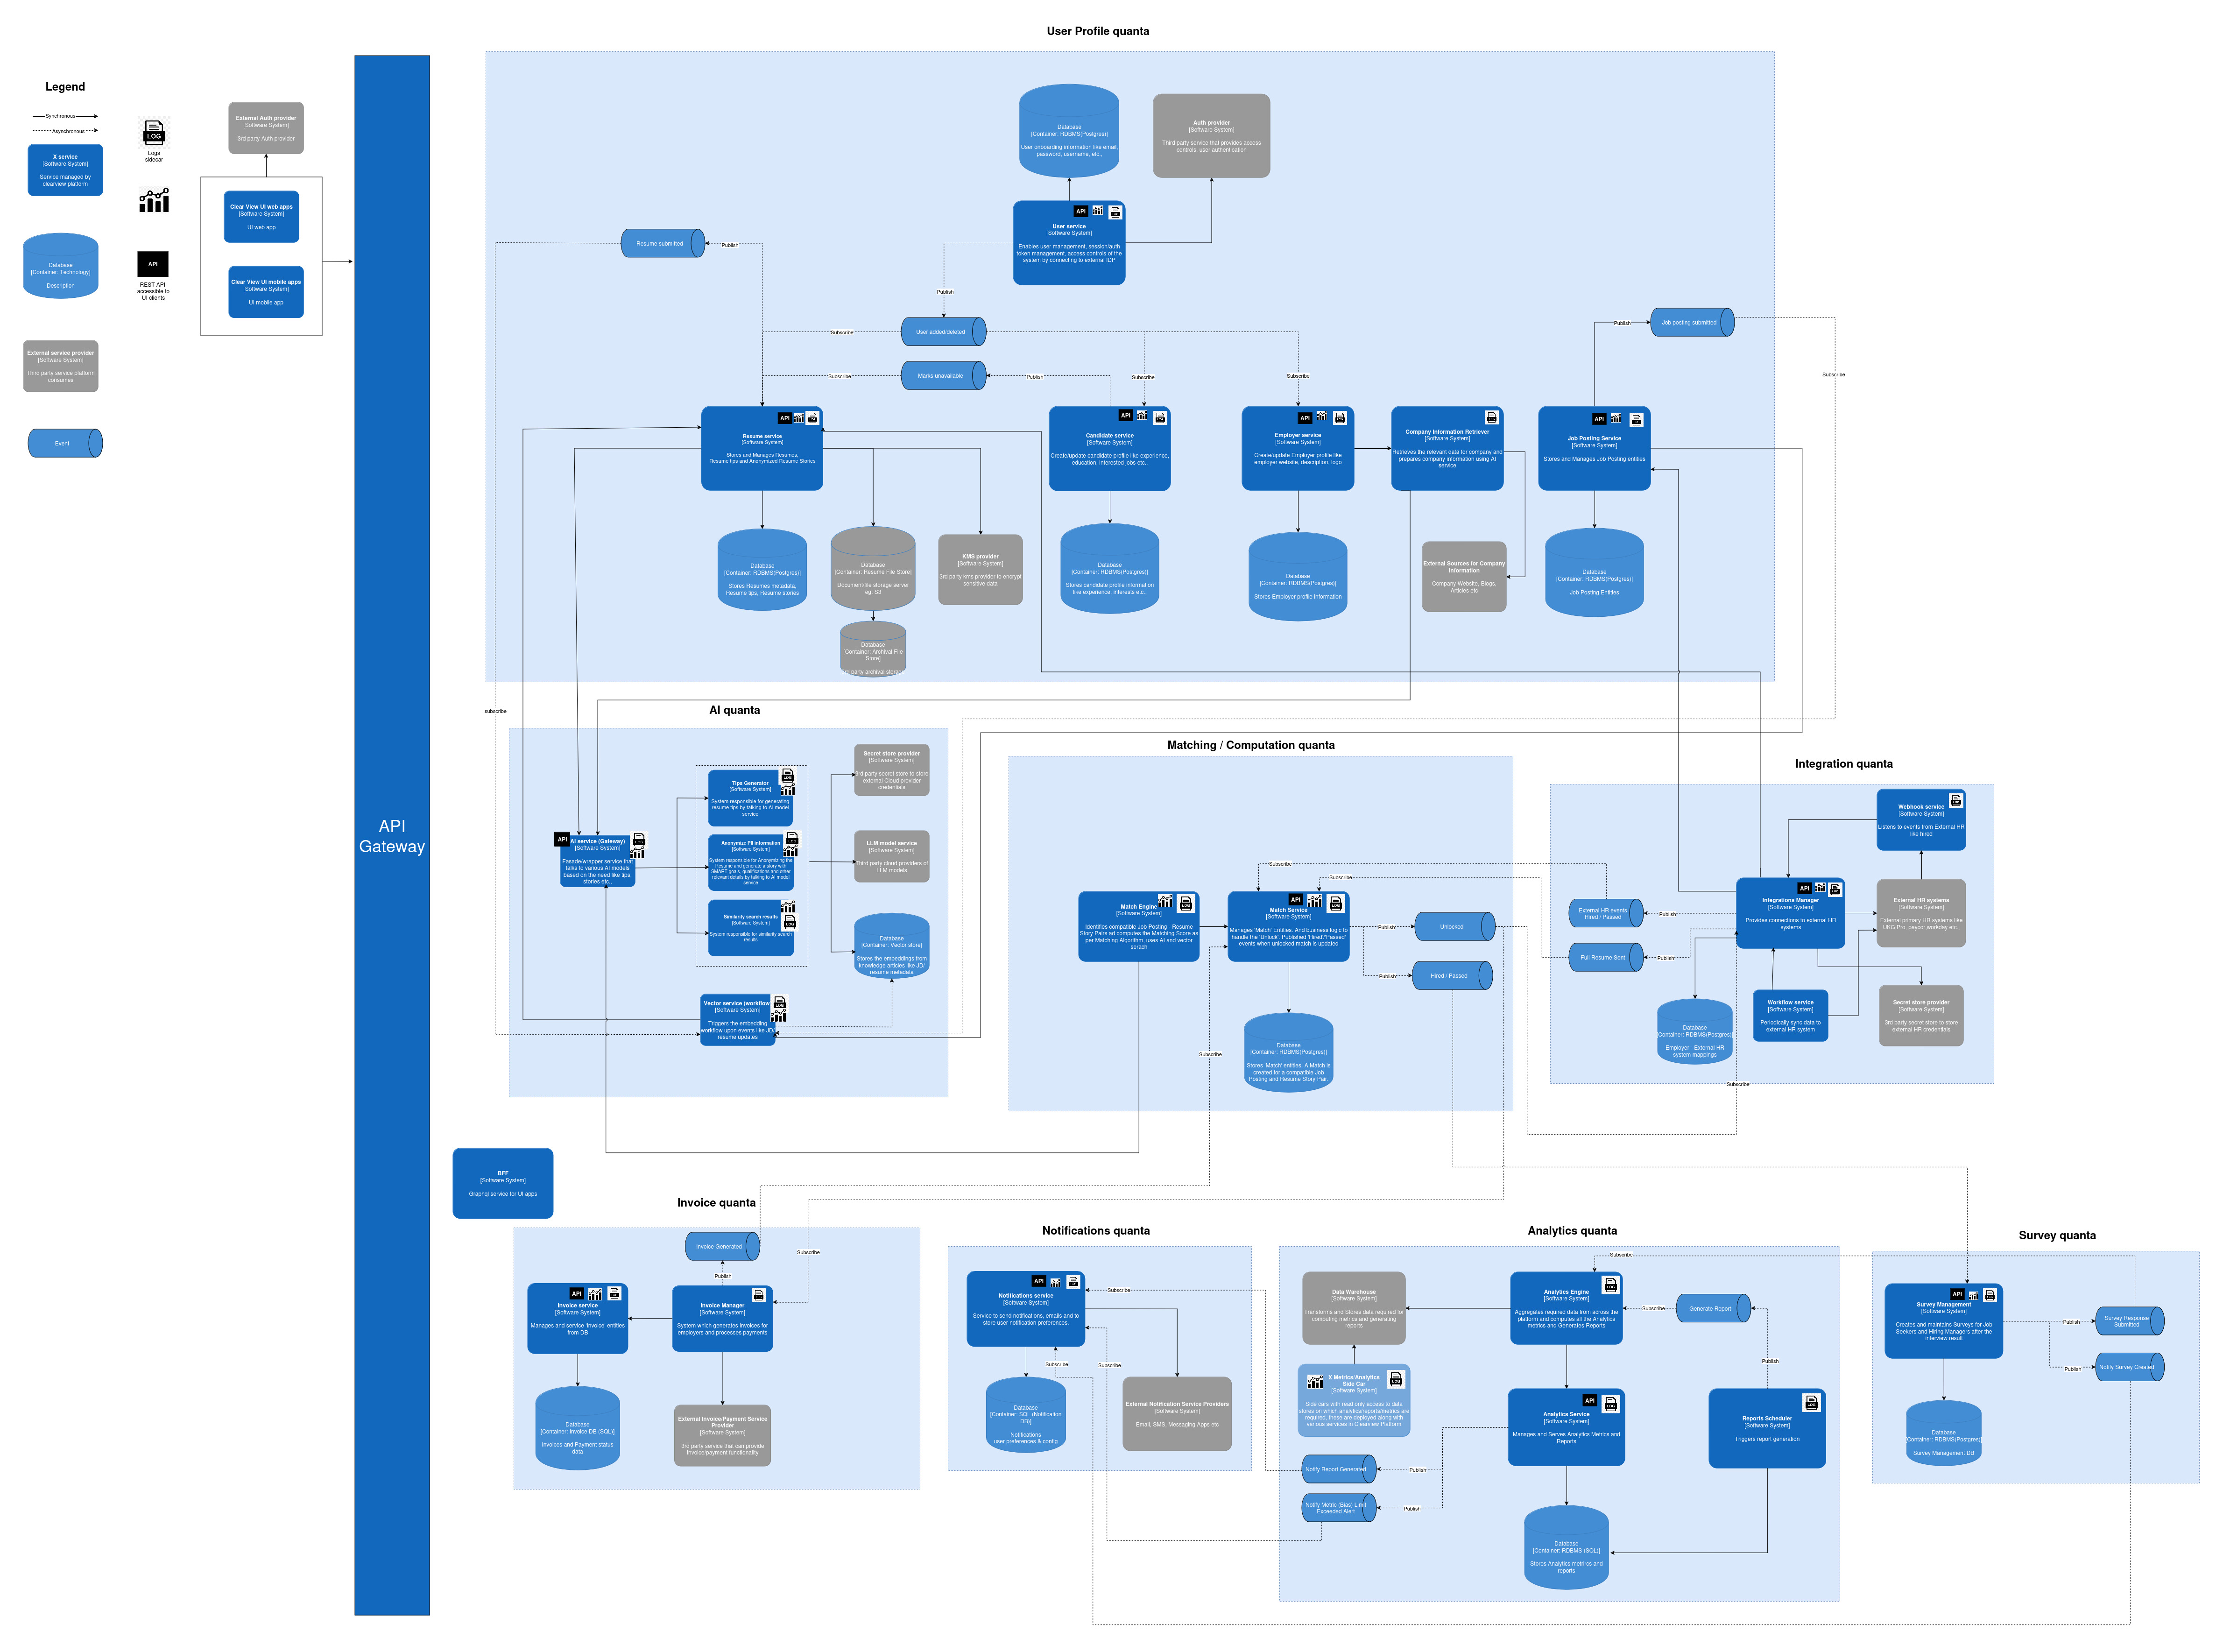 User Profile quanta
Legend
Synchronous
Asynchronous
X service
[Software System]
Service managed by
clearview platform
LOG
Logs
sidecar
Database
[Container: Technology]
Description
API
REST API
accessible to
UI clients
External service provider
[Software System]
Third party service platform
consumes
Event
External Auth provider
[Software System]
3rd party Auth provider
Clear View UI web apps
[Software System]
UI web app
Clear View UI mobile apps
[Software System]
UI mobile app
API
Gateway
Database
[Container: RDBMS(Postgres)]
User onboarding information like email,
password, username, etc.,
Auth provider
[Software System]
Third party service that provides access
controls, user authentication
API
User service
[Software System]
Enables user management, session/auth
token management, access controls of the
system by connecting to external IDP
Resume submitted
Publish
Publish
User added/deleted
Subscribe
Marks unavailable
Subscribe
Publish
Subscribe
Subscribe
Publish
Job posting submitted
Subscribe
API
Resume service
[Software System]
Stores and Manages Resumes,
Resume tips and Anonymized Resume Stories
API
Candidate service
[Software System]
Create/update candidate profile like experience,
education, interested jobs etc.,
API
Employer service
[Software System]
Create/update Employer profile like
employer website, description, logo
Company Information Retriever
[Software System]
Retrieves the relevant data for company and
prepares company information using AI
service
API
Job Posting Service
[Software System]
Stores and Manages Job Posting entities
Database
[Container: RDBMS(Postgres)]
Stores Resumes metadata,
Resume tips, Resume stories
Database
[Container: Resume File Store]
Document/file storage server
eg: S3
KMS provider
[Software System]
3rd party kms provider to encrypt
sensitive data
Database
[Container: Archival File
Store]
3rd party archival storage
Database
[Container: RDBMS(Postgres)]
Stores candidate profile information
like experience, interests etc.,
Database
[Container: RDBMS(Postgres)]
Stores Employer profile information
External Sources for Company
Information
Company Website, Blogs,
Articles etc
Database
[Container: RDBMS(Postgres)]
Job Posting Entities
subscribe
AI quanta
API
AI service (Gateway)
[Software System]
Fasade/wrapper service that
talks to various AI models
based on the need like tips,
stories etc.,
Tips Generator
[Software System]
System responsible for generating
resume tips by talking to AI model
service
Anonymize PII information
[Software System]
System responsible for Anonymizing the
Resume and generate a story with
SMART goals, qualifications and other
relevant details by talking to AI model
service
Similarity search results
[Software System]
System responsible for similarity search
results
Vector service (workflow)
[Software System]
Triggers the embedding
workflow upon events like JD/
resume updates
Secret store provider
[Software System]
3rd party secret store to store
external Cloud provider
credentials
LLM model service
[Software System]
Third party cloud providers of
LLM models
Database
[Container: Vector store]
Stores the embeddings from
knowledge articles like JD/
resume metadata
Matching / Computation quanta
Match Engine
[Software System]
Identifies compatible Job Posting - Resume
Story Pairs ad computes the Matching Score as
per Matching Algorithm, uses AI and vector
serach
API
Match Service
[Software System]
Manages 'Match' Entities. And business logic to
handle the 'Unlock'. Published 'Hired'/'Passed'
events when unlocked match is updated
Subscribe
Subscribe
Publish
Unlocked
Publish
Hired / Passed
Database
[Container: RDBMS(Postgres)]
Stores 'Match' entities. A Match is
created for a compatible Job
Posting and Resume Story Pair.
Subscribe
Integration quanta
Webhook service
[Software System]
Listens to events from External HR
like hired
API
Integrations Manager
[Software System]
Provides connections to external HR
systems
External HR systems
[Software System]
External primary HR systems like
UKG Pro, paycor,workday etc.,
External HR events
Hired / Passed
Publish
Full Resume Sent
Publish
Database
[Container: RDBMS(Postgres)]
Employer - External HR
system mappings
Workflow service
[Software System]
Periodically sync data to
external HR system
Secret store provider
[Software System]
3rd party secret store to store
external HR credentials
Subscribe
BFF
[Software System]
Graphql service for UI apps
Invoice quanta
Invoice Generated
Publish
Subscribe
API
Invoice service
[Software System]
Manages and service 'Invoice' entities
from DB
Invoice Manager
[Software System]
System which generates invoices for
employers and processes payments
Database
[Container: Invoice DB (SQL)]
Invoices and Payment status
data
External Invoice/Payment Service
Provider
[Software System]
3rd party service that can provide
invoice/payment functionality
Notifications quanta
API
Notifications service
[Software System]
Service to send notifications, emails and to
store user notification preferences.
Subscribe
Subscribe
Subscribe
Database
[Container: SQL (Notification
DB)]
Notifications
user preferences & config
External Notification Service Providers
[Software System]
Email, SMS, Messaging Apps etc
Analytics quanta
Data Warehouse
[Software System]
Transforms and Stores data required for
computing metrics and generating
reports
X Metrics/Analytics
Side Car
[Software System]
Side cars with read only access to data
stores on which analytics/reports/metrics are
required, these are deployed along with
various services in Clearview Platform
Notify Report Generated
Publish
Notify Metric (Bias) Limit
Exceeded Alert
Publish
Subscribe
Analytics Engine
[Software System]
Aggregates required data from across the
platform and computes all the Analytics
metrics and Generates Reports
Subscribe
Generate Report
Publish
API
Analytics Service
[Software System]
Manages and Serves Analytics Metrics and
Reports
Reports Scheduler
[Software System]
Triggers report generation
Database
[Container: RDBMS (SQL)]
Stores Analytics metrics and
reports
Survey quanta
API
Survey Management
[Software System]
Creates and maintains Surveys for Job
Seekers and Hiring Managers after the
interview result
Publish
Survey Response
Submitted
Publish
Notify Survey Created
Database
[Container: RDBMS(Postgres)]
Survey Management DB